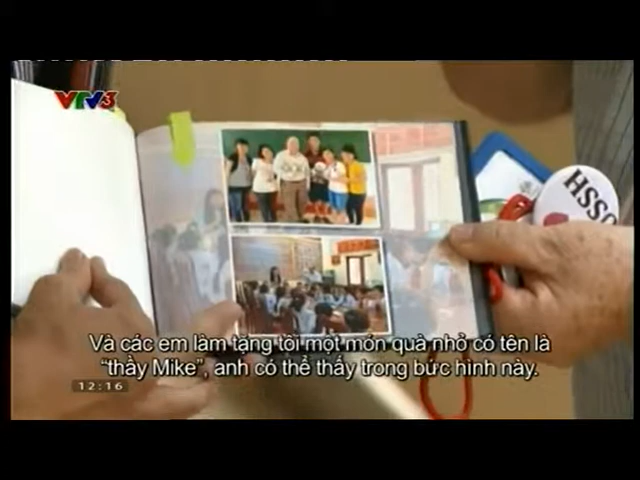 VTV3
HSSO
Và các em làm tặng tôi một món quà nhỏ có tên là
“thầy Mike”, anh có thể thấy trong bức hình này.
12:16